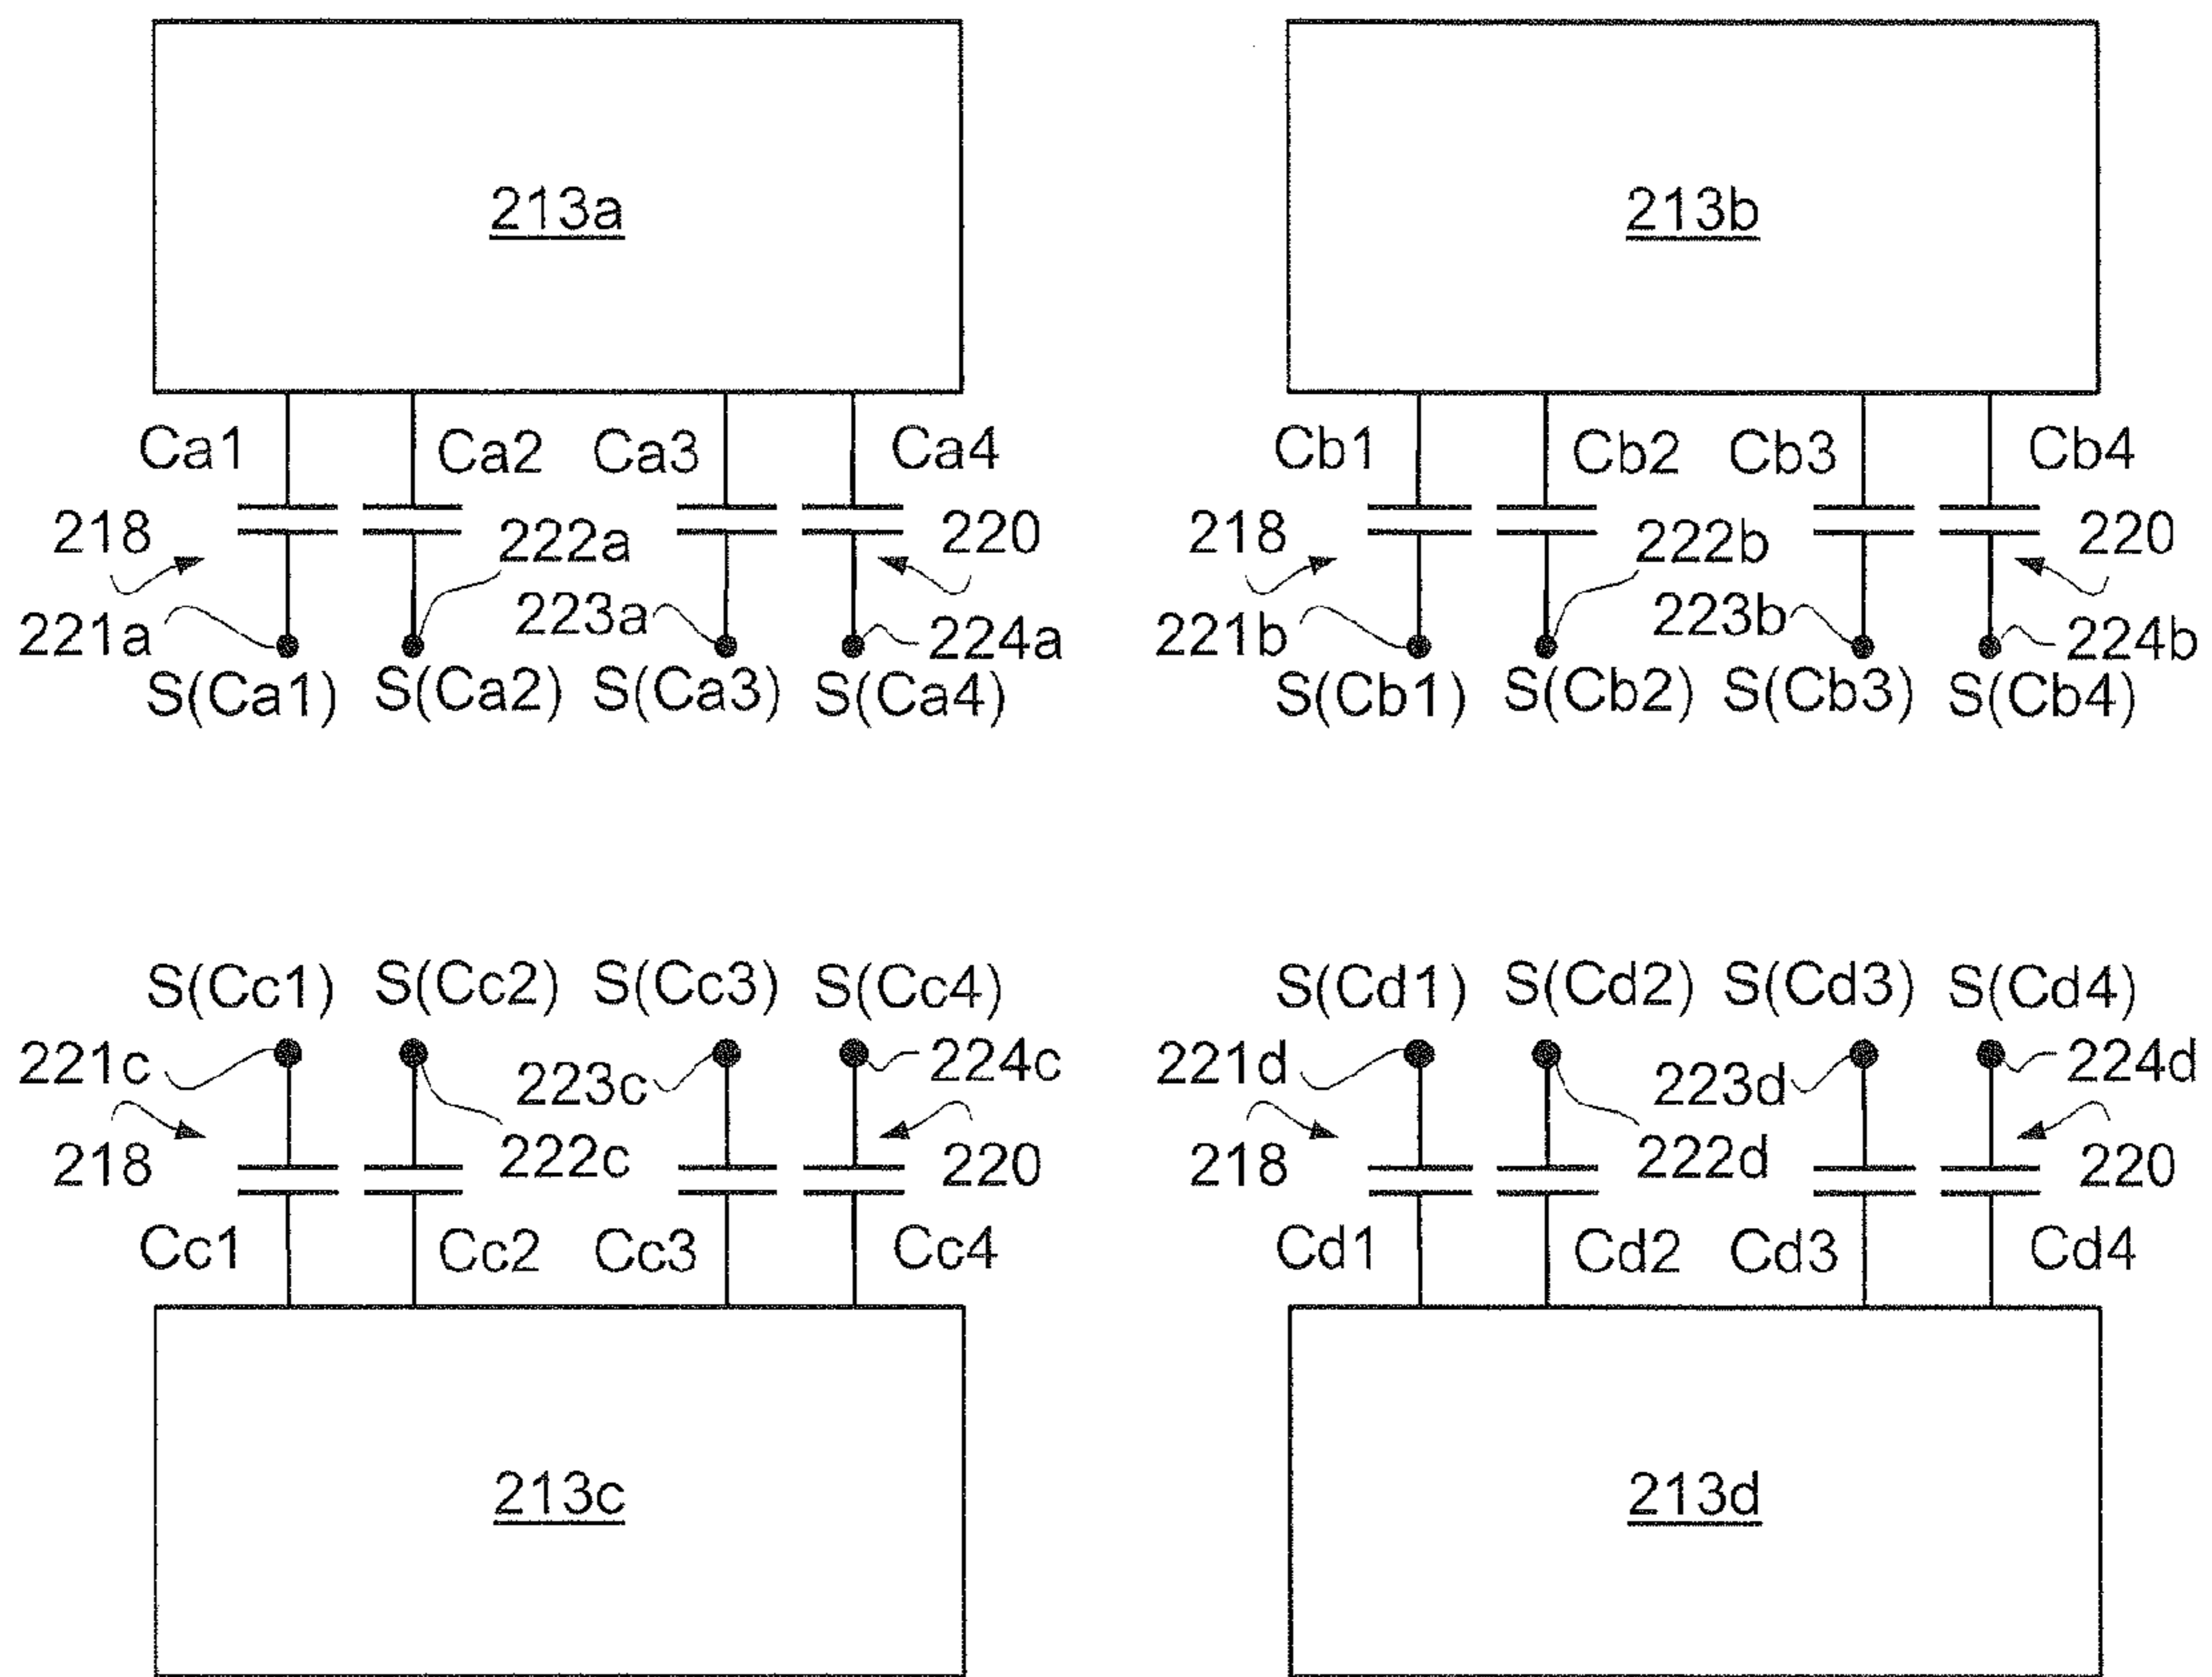 213a 213b
Ca1 Ca2 Ca3 Ca4 Cb1 Cb2 Cb3 Cb4
218 222a 220 218 222b 220
221a 223a 224a 221b 223b 224b
S(Ca1) S(Ca2) S(Ca3) S(Ca4) S(Cb1) S(Cb2) S(Cb3) S(Cb4)
S(Cc1) S(Cc2) S(Cc3) S(Cc4) S(Cd1) S(Cd2) S(Cd3) S(Cd4)
221c 223c 224c 221d 223d 224d
218 222c 220 218 222d 220
Cc1 Cc2 Cc3 Cc4 Cd1 Cd2 Cd3 Cd4
213c 213d